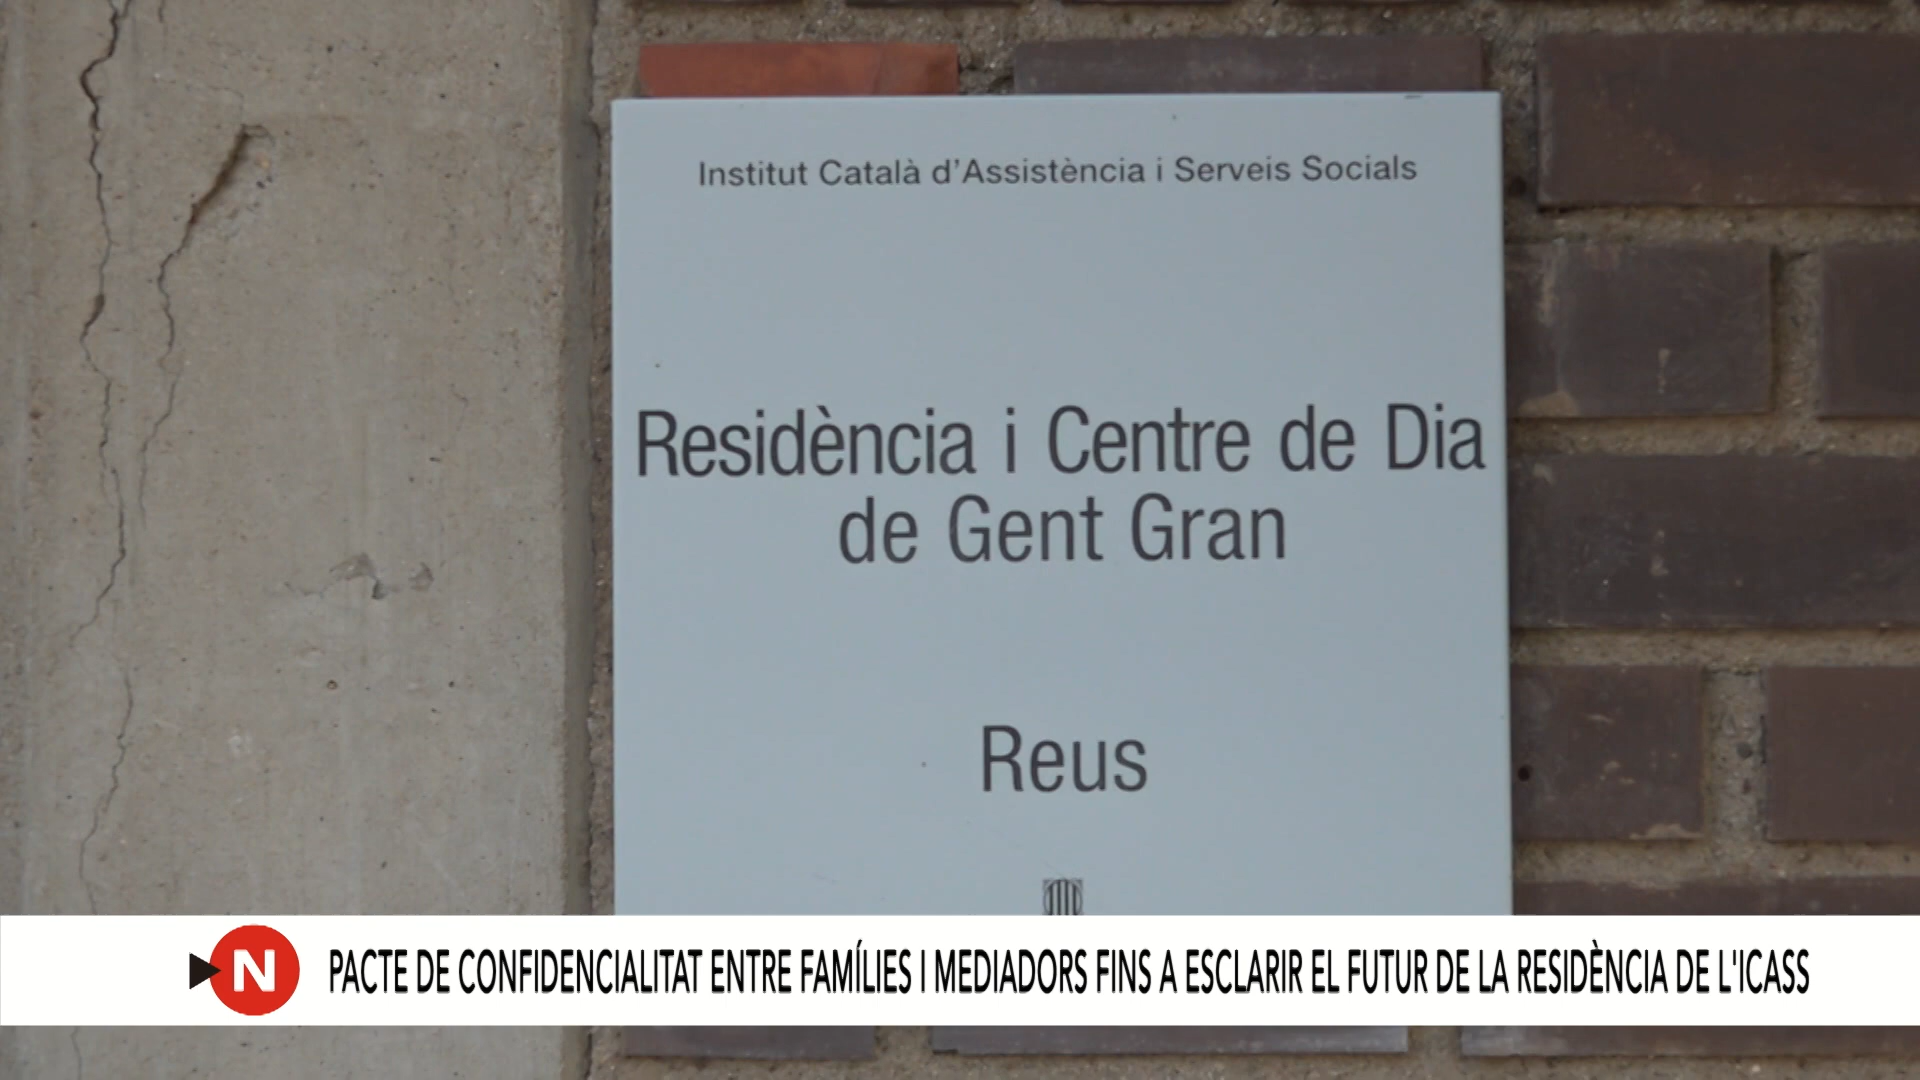 Institut Català d'Assistència i Serveis Socials
Residència i Centre de Dia
de Gent Gran
Reus
N
PACTE DE CONFIDENCIALITAT ENTRE FAMÍLIES I MEDIADORS FINS A ESCLARIR EL FUTUR DE LA RESIDÈNCIA DE L'ICASS